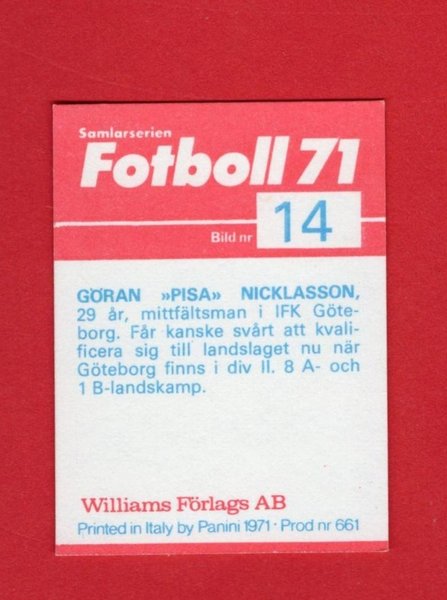 Samlarserien
Fotboll 71
Bild nr 14
GÖRAN »PISA» NICKLASSON,
29 år, mittfältsman i IFK Göte-
borg. Får kanske svårt att kvali-
ficera sig till landslaget nu när
Göteborg finns i div II. 8 A- och
1 B-landskamp.
Williams Förlags AB
Printed in Italy by Panini 1971 · Prod nr 661